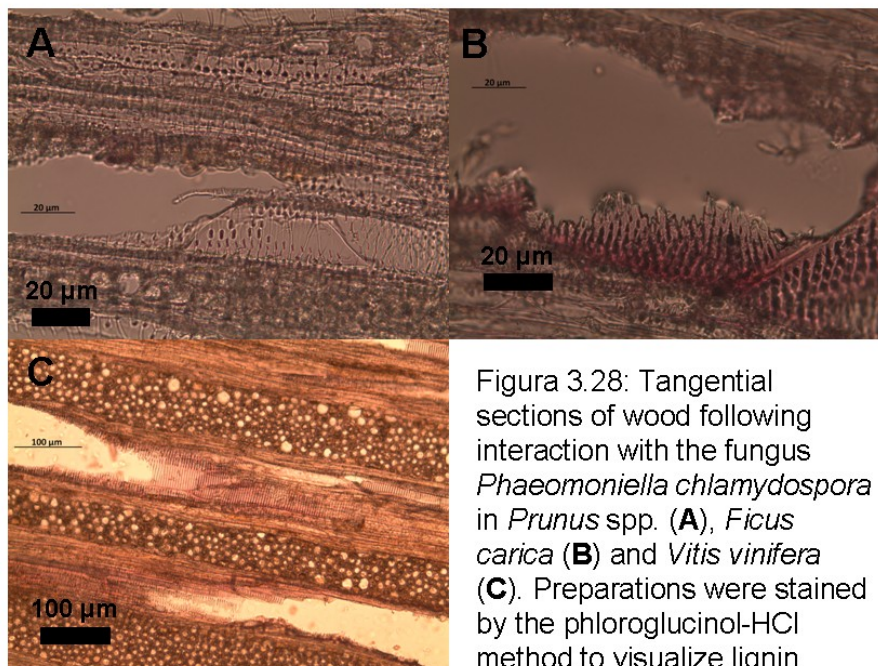 A
20 µm
20 µm
B
20 µm
20 µm
C
100 µm
100 µm
Figura 3.28: Tangential
sections of wood following
interaction with the fungus
Phaeomoniella chlamydospora
in Prunus spp. (A), Ficus
carica (B) and Vitis vinifera
(C). Preparations were stained
by the phloroglucinol-HCl
method to visualize lignin